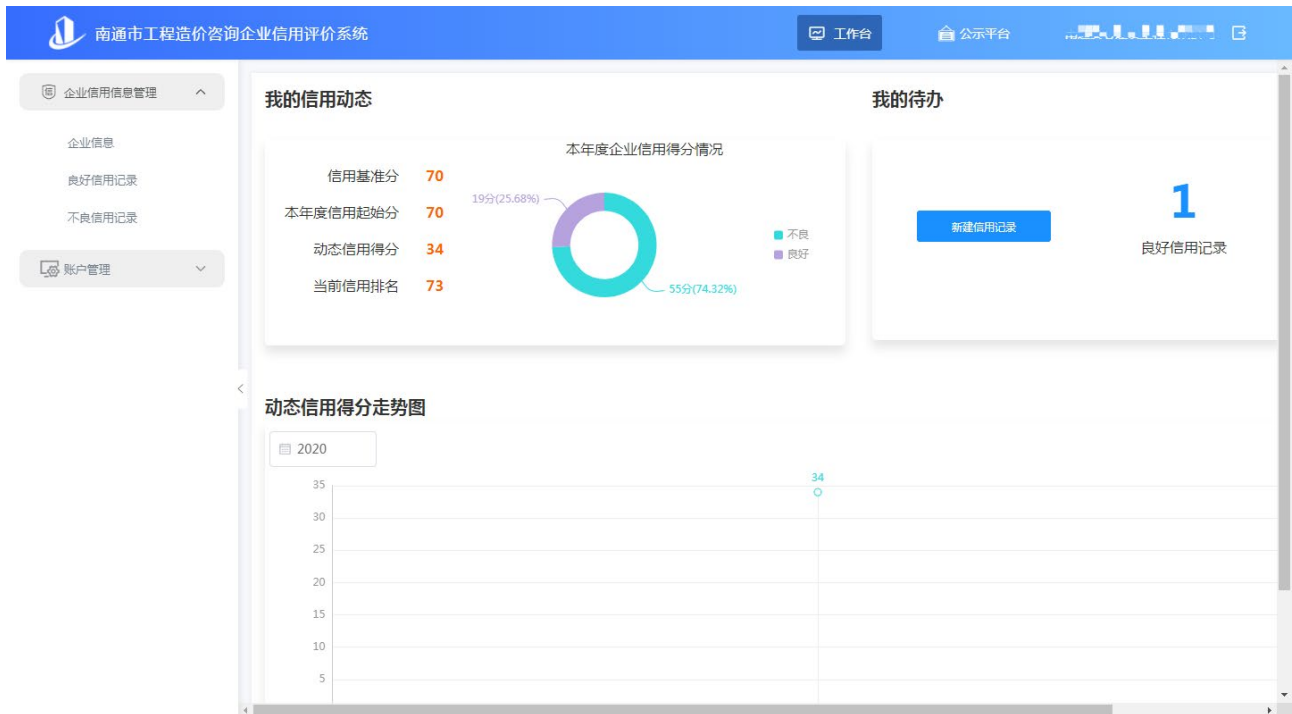 南通市工程造价咨询企业信用评价系统
工作台
公示平台
企业信用信息管理
企业信息
良好信用记录
不良信用记录
账户管理
我的信用动态
本年度企业信用得分情况
信用基准分 70
本年度信用起始分 70
动态信用得分 34
当前信用排名 73
19分(25.68%)
55分(74.32%)
不良
良好
我的待办
新建信用记录
1
良好信用记录
动态信用得分走势图
2020
34
35
30
25
20
15
10
5